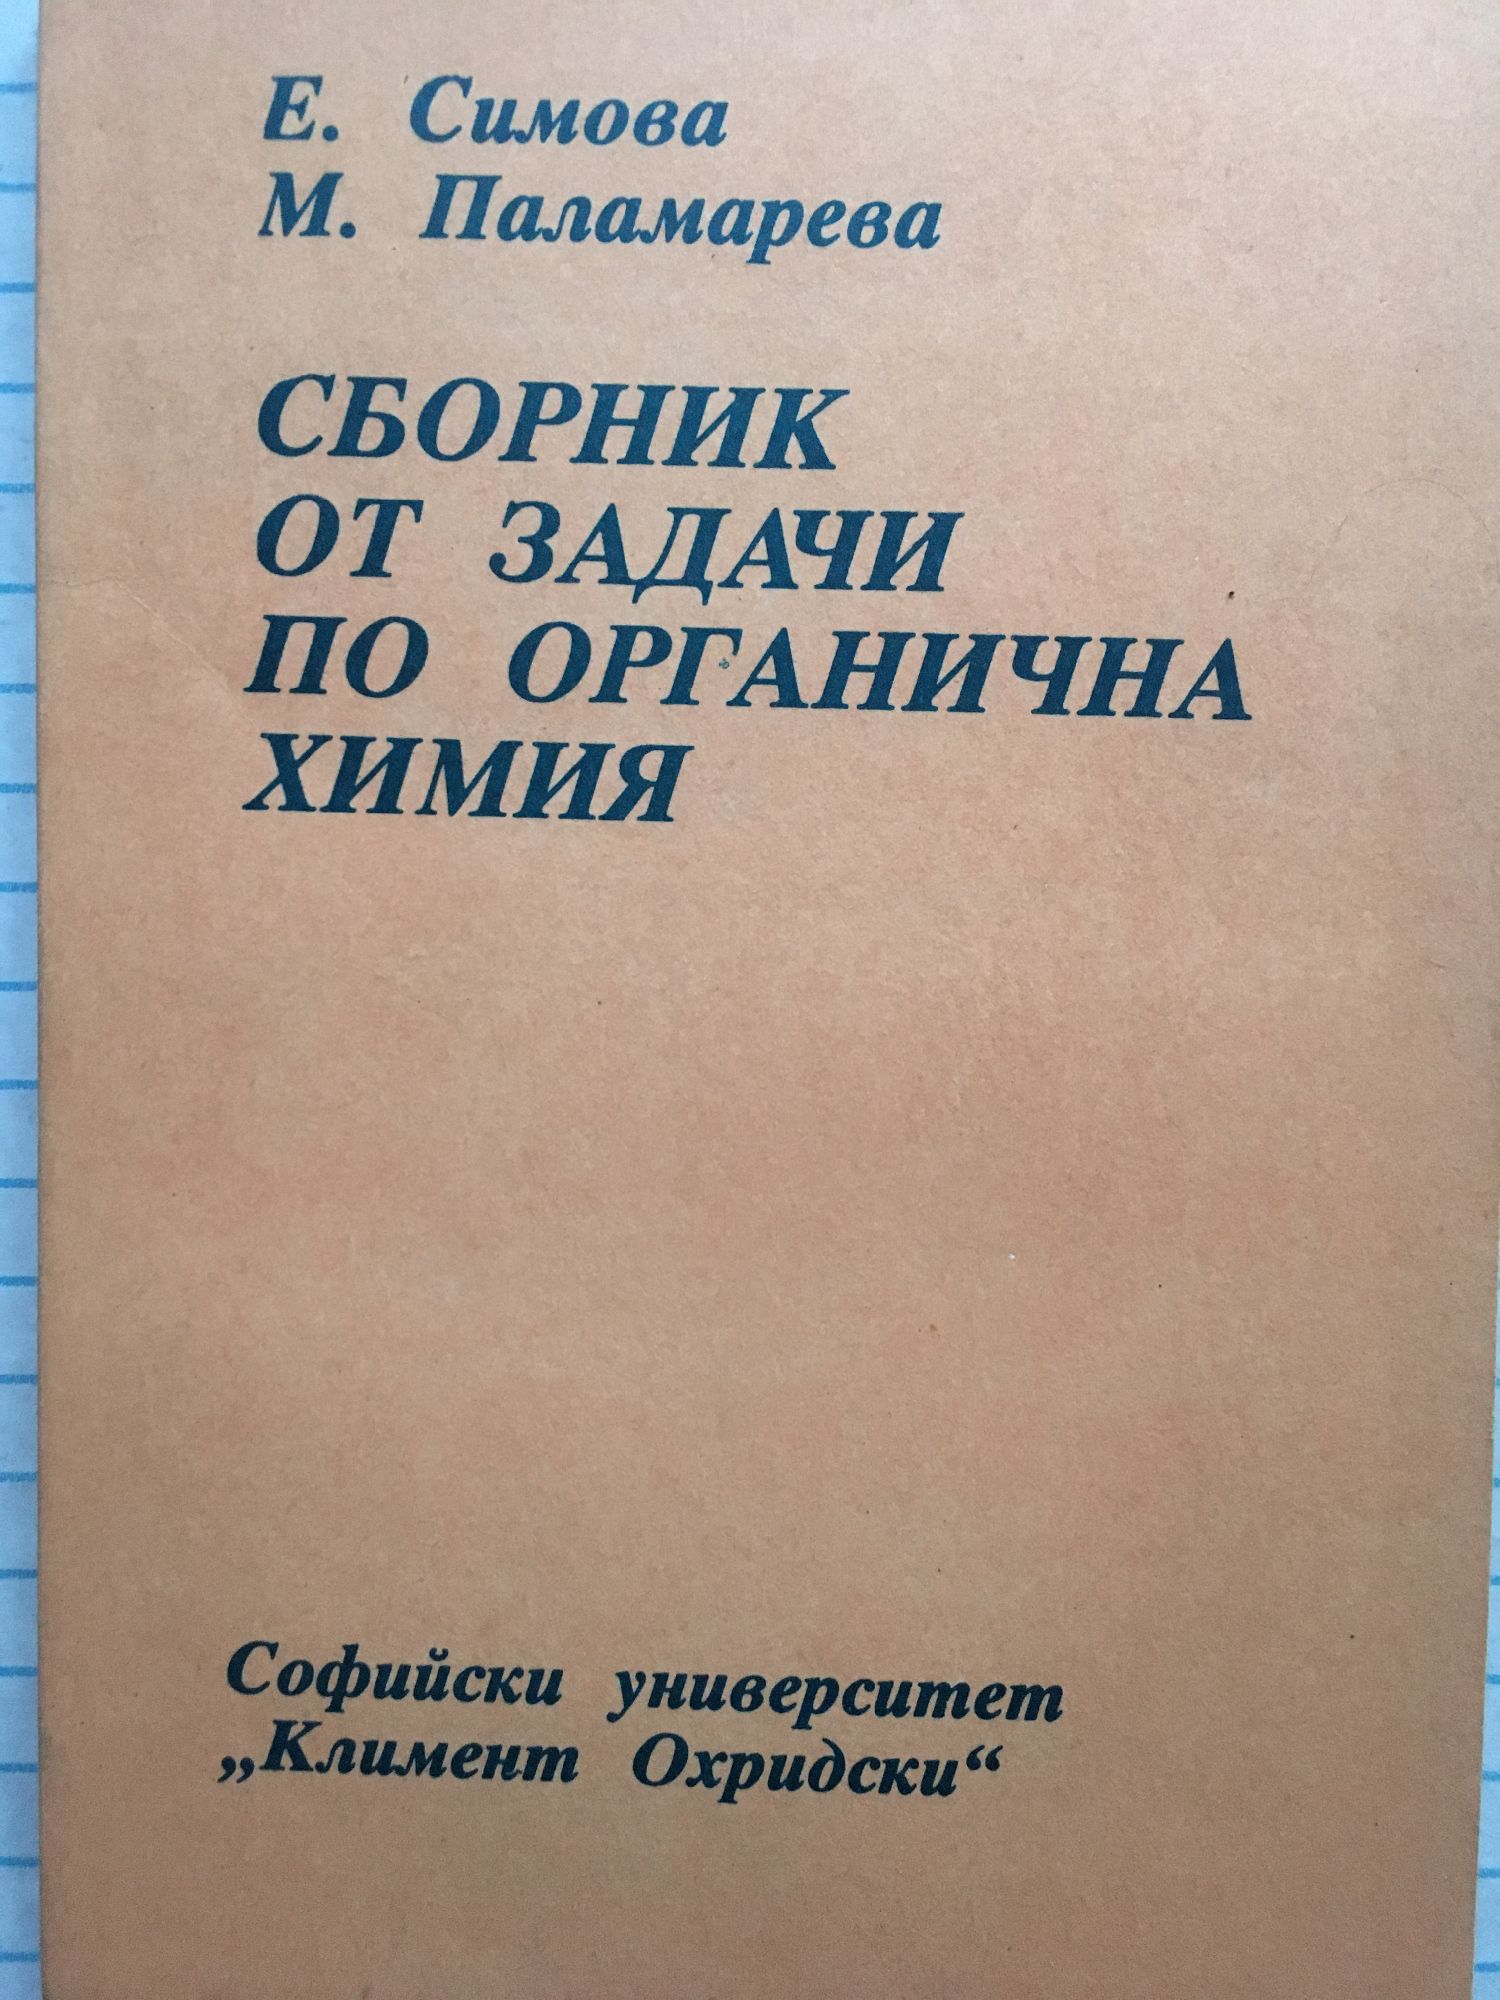 Е. Симова
М. Паламарева
СБОРНИК
ОТ ЗАДАЧИ
ПО ОРГАНИЧНА
ХИМИЯ
Софийски университет
„Климент Охридски“